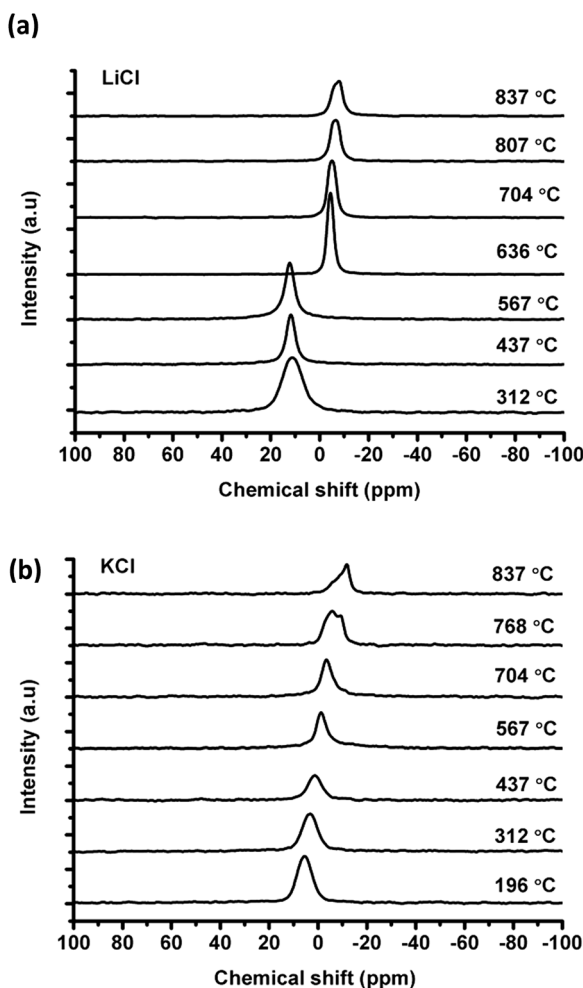 (a)
LiCl
837 °C
807 °C
704 °C
636 °C
567 °C
437 °C
312 °C
Intensity (a.u)
100 80 60 40 20 0 -20 -40 -60 -80 -100
Chemical shift (ppm)
(b)
KCl
837 °C
768 °C
704 °C
567 °C
437 °C
312 °C
196 °C
Intensity (a.u)
100 80 60 40 20 0 -20 -40 -60 -80 -100
Chemical shift (ppm)